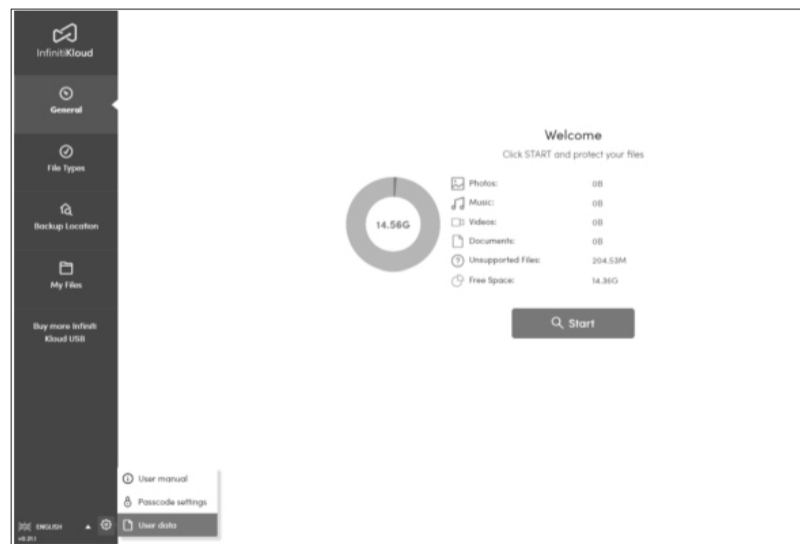 InfinitiKloud
General
File Types
Backup Location
My Files
Buy more Infiniti
Kloud USB
Welcome
Click START and protect your files
14.56G
Photos: 0B
Music: 0B
Videos: 0B
Documents: 0B
Unsupported Files: 204.53M
Free Space: 14.36G
Start
User manual
Passcode settings
User data
ENGLISH